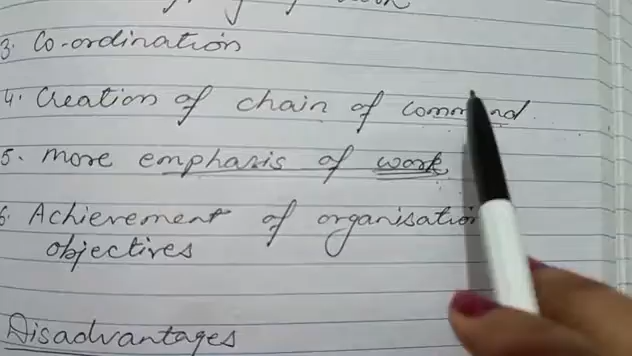 3. Co-ordination
4. Creation of chain of command.
5. more emphasis of work.
6. Achievement of organisation
objectives
Disadvantages